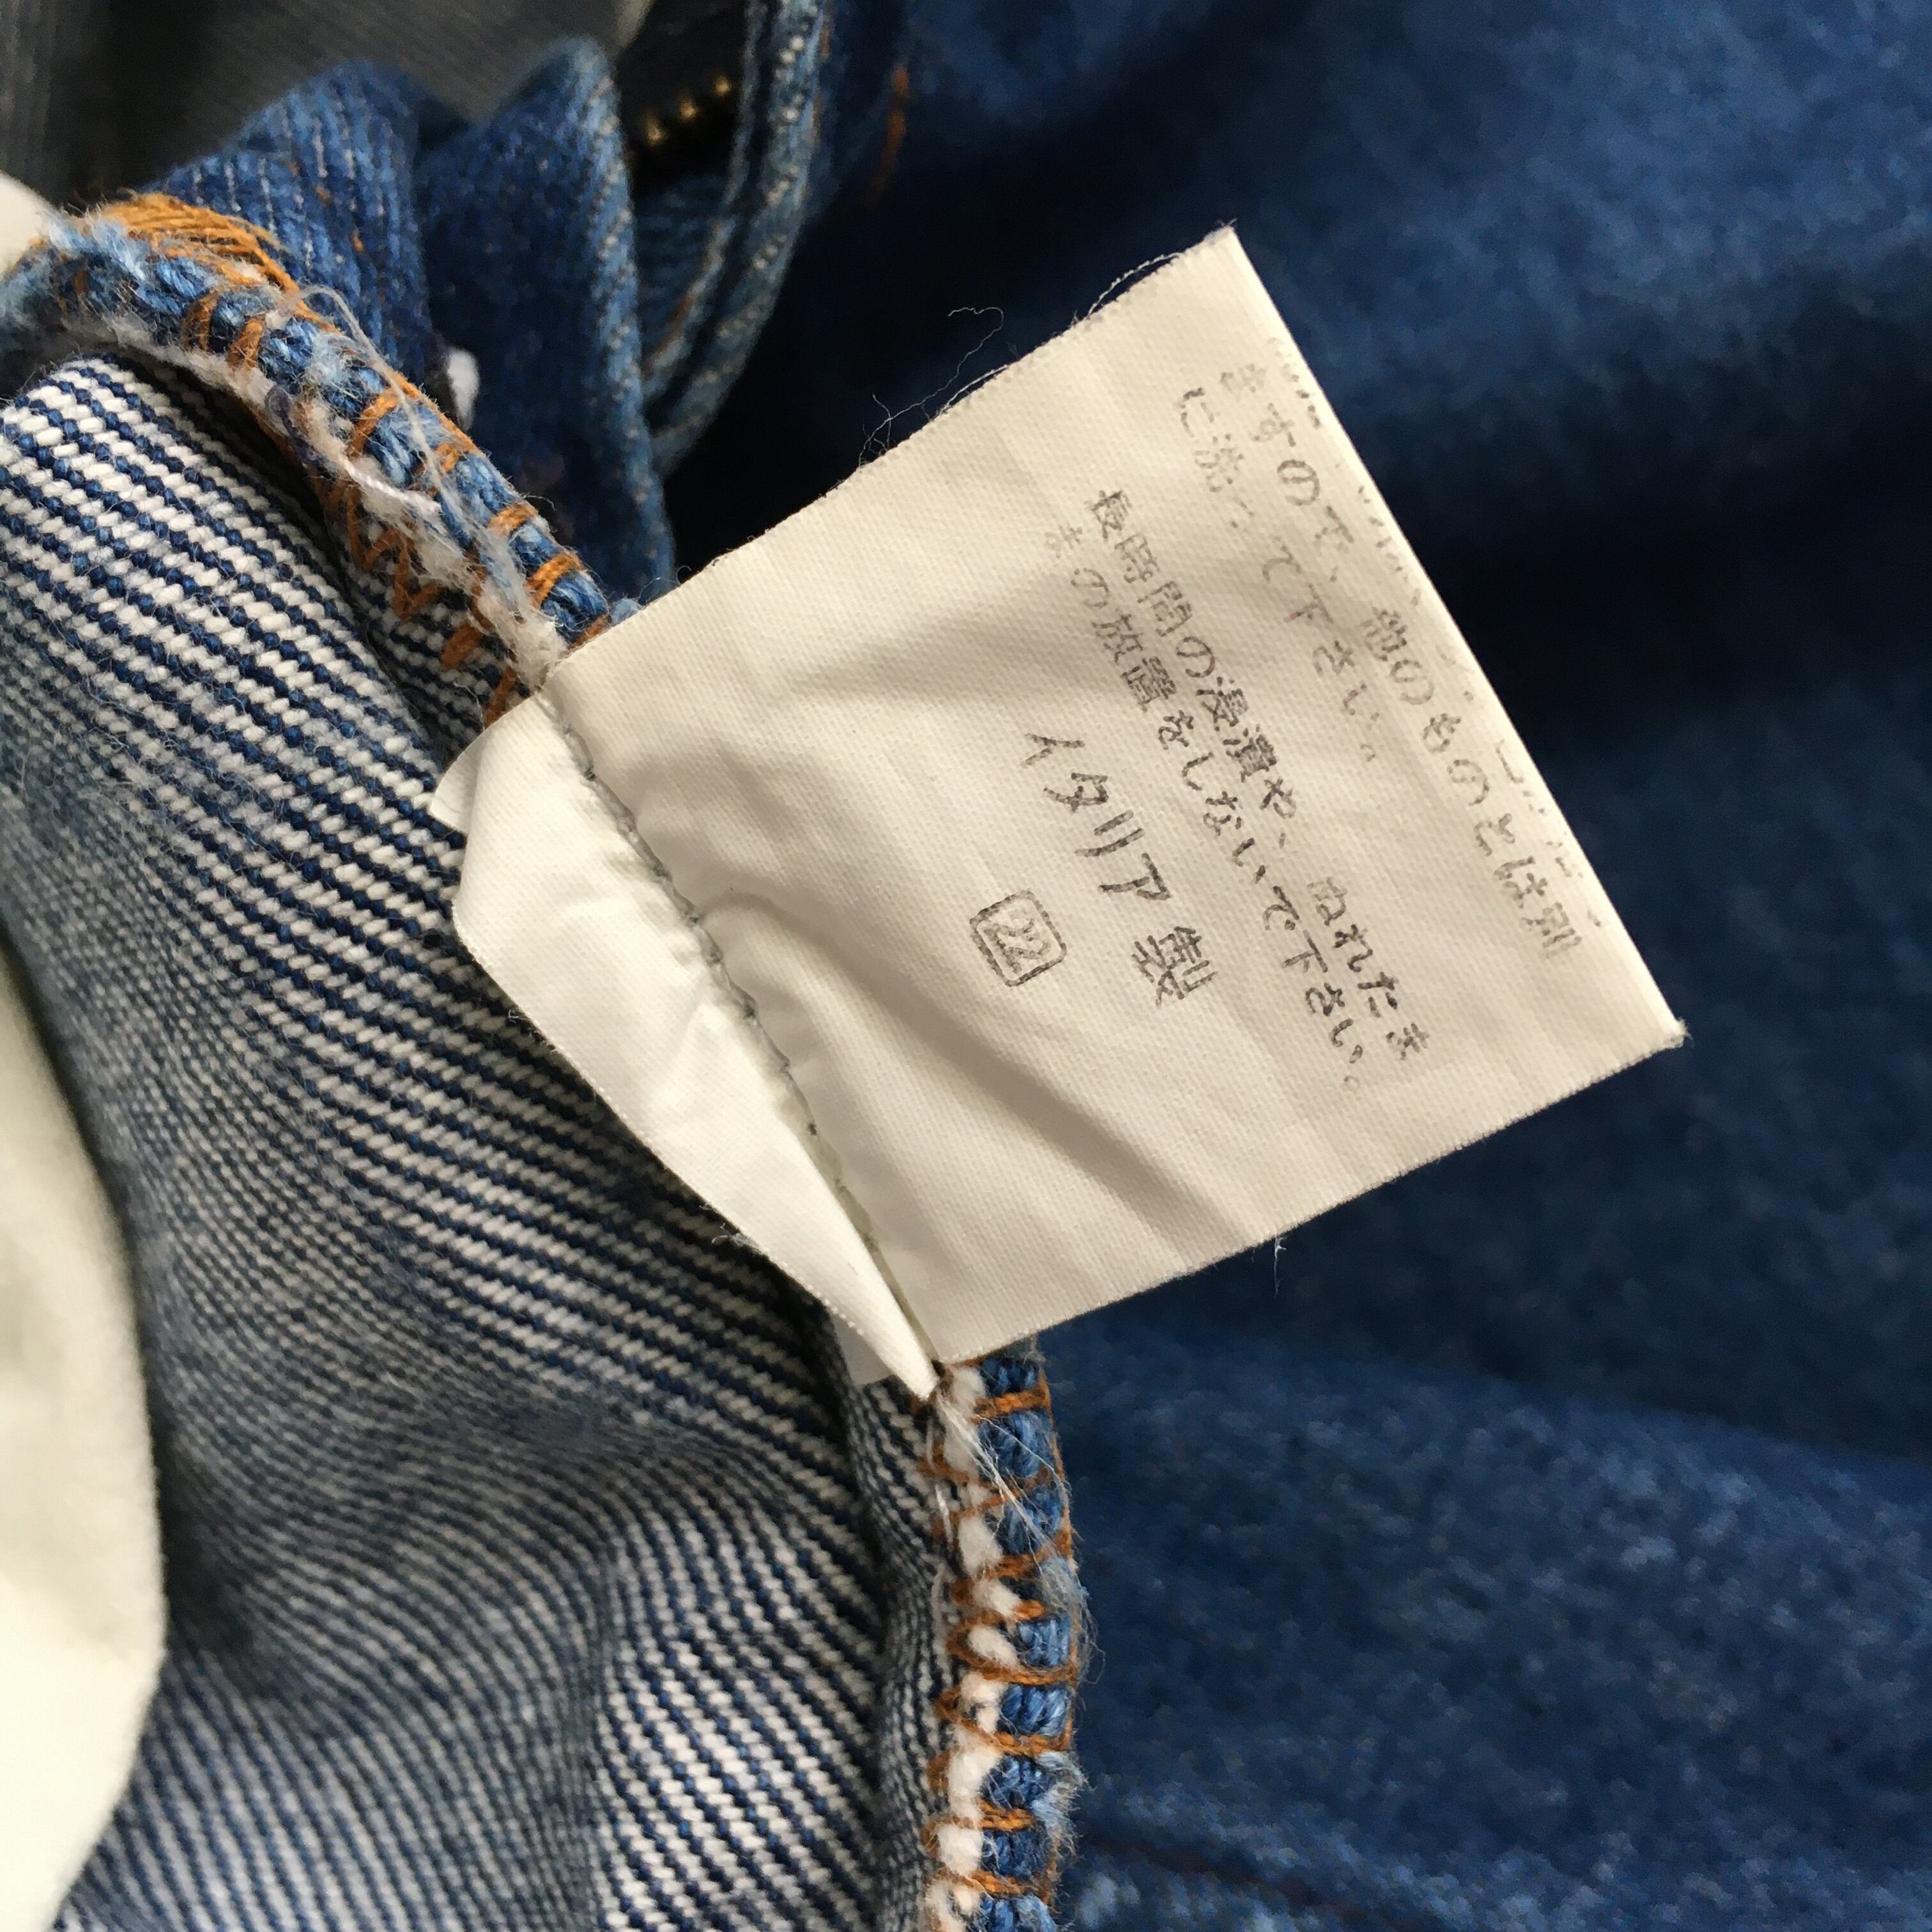 ますので、他のものとは別
に洗って下さい。
長時間の浸漬や、ぬれたま
まの放置をしないで下さい。
イタリア製
22